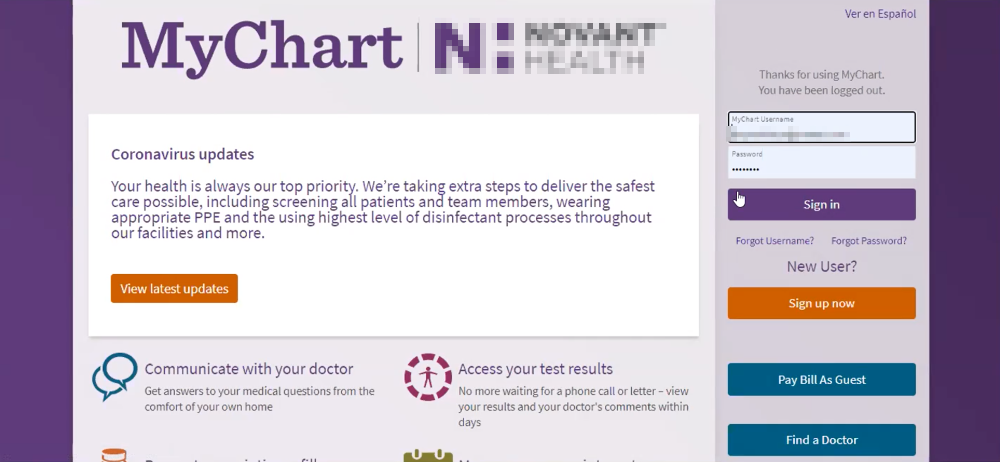 Ver en Español
MyChart
NOVANT
HEALTH
Thanks for using MyChart.
You have been logged out.
MyChart Username
Password
Sign in
Forgot Username? Forgot Password?
New User?
Sign up now
Pay Bill As Guest
Find a Doctor
Coronavirus updates
Your health is always our top priority. We’re taking extra steps to deliver the safest
care possible, including screening all patients and team members, wearing
appropriate PPE and the using highest level of disinfectant processes throughout
our facilities and more.
View latest updates
Communicate with your doctor
Get answers to your medical questions from the
comfort of your own home
Access your test results
No more waiting for a phone call or letter – view
your results and your doctor's comments within
days